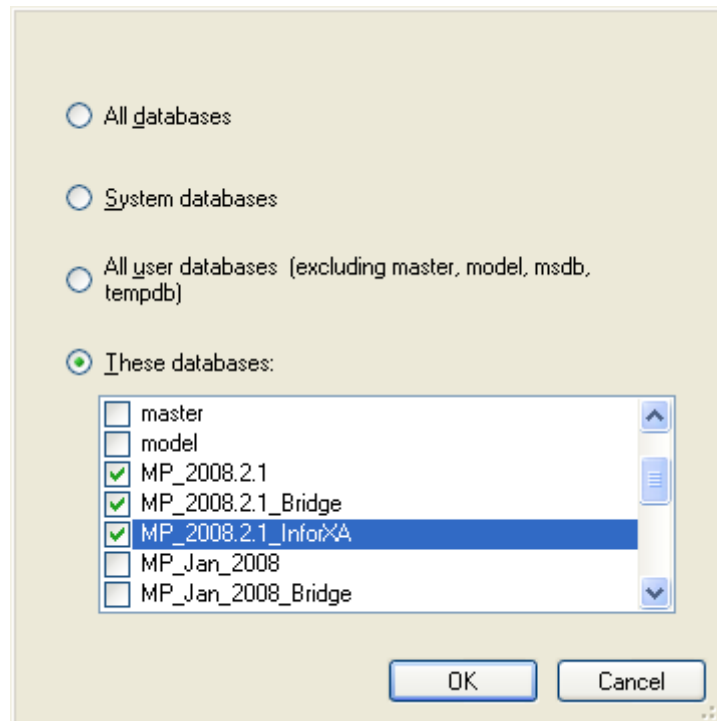 All databases
System databases
All user databases (excluding master, model, msdb,
tempdb)
These databases:
master
model
MP_2008.2.1
MP_2008.2.1_Bridge
MP_2008.2.1_InforXA
MP_Jan_2008
MP_Jan_2008_Bridge
OK Cancel